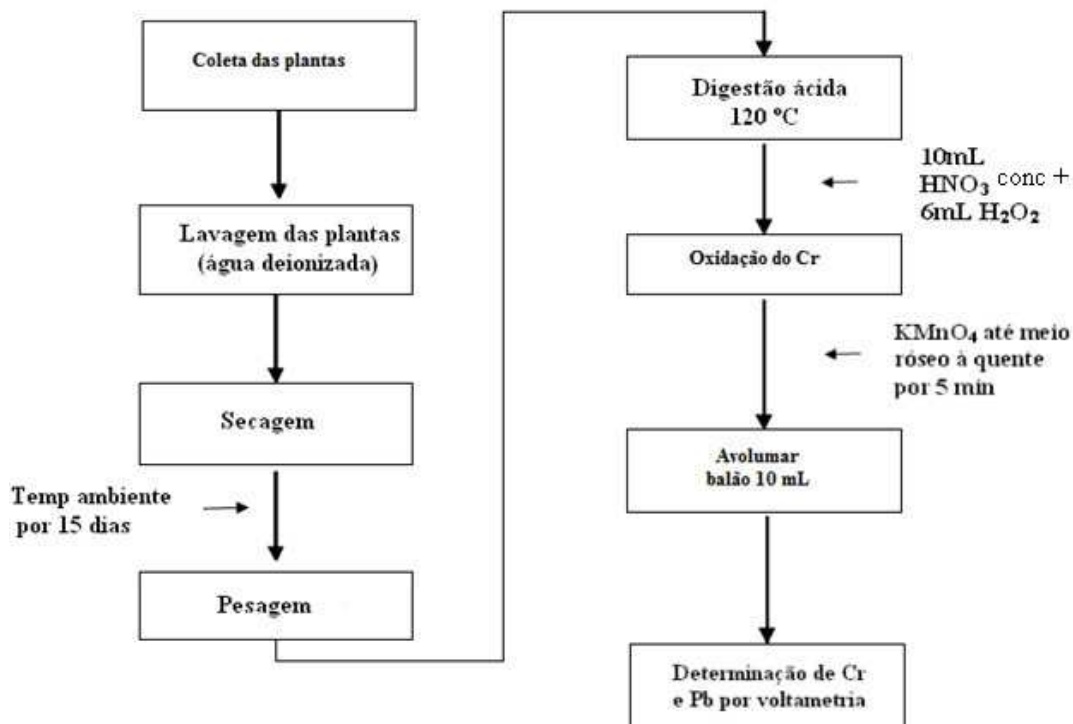 Coleta das plantas
Lavagem das plantas
(água deionizada)
Secagem
Temp ambiente
por 15 dias
Pesagem
Digestão ácida
120 ºC
10mL
HNO₃ conc +
6mL H₂O₂
Oxidação do Cr
KMnO₄ até meio
róseo à quente
por 5 min
Avolumar
balão 10 mL
Determinação de Cr
e Pb por voltametria